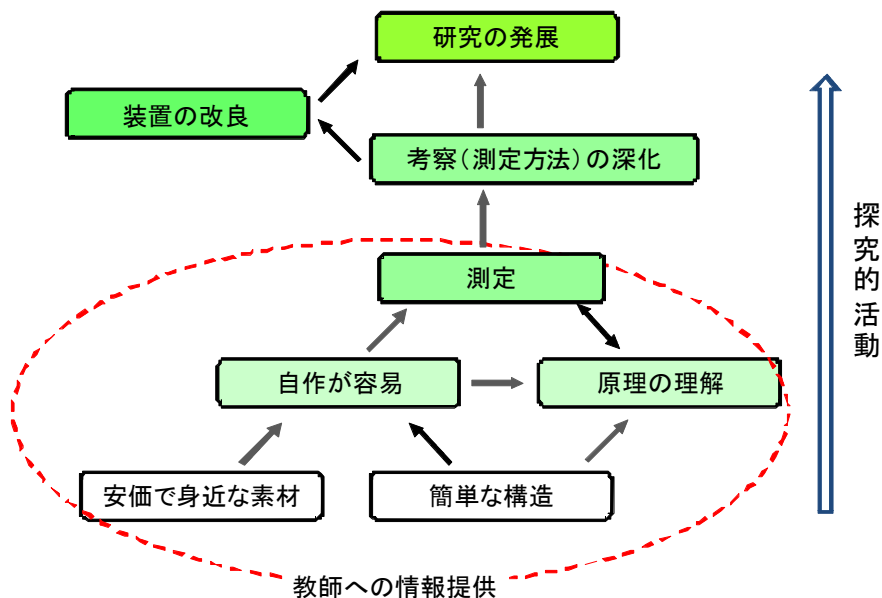 研究の発展
装置の改良
考察(測定方法)の深化
測定
自作が容易
原理の理解
安価で身近な素材
簡単な構造
教師への情報提供
探究的活動